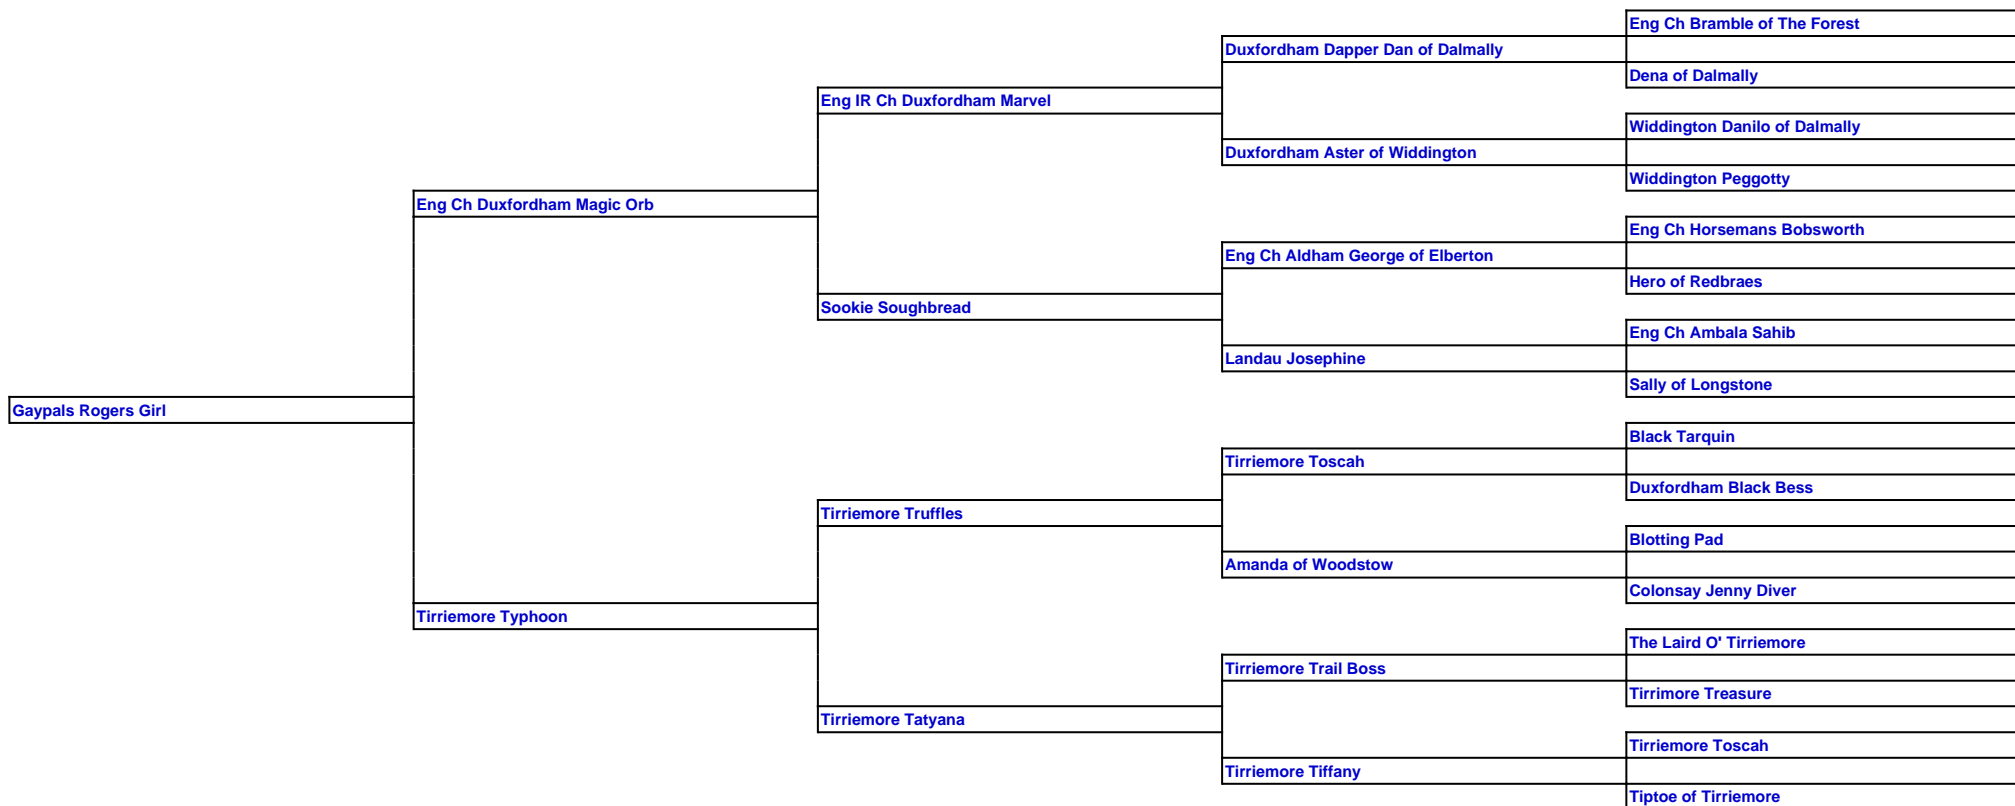 Eng Ch Bramble of The Forest
Duxfordham Dapper Dan of Dalmally
Dena of Dalmally
Eng IR Ch Duxfordham Marvel
Widdington Danilo of Dalmally
Duxfordham Aster of Widdington
Widdington Peggotty
Eng Ch Duxfordham Magic Orb
Eng Ch Horsemans Bobsworth
Eng Ch Aldham George of Elberton
Hero of Redbraes
Sookie Soughbread
Eng Ch Ambala Sahib
Landau Josephine
Sally of Longstone
Gaypals Rogers Girl
Black Tarquin
Tirriemore Toscah
Duxfordham Black Bess
Tirriemore Truffles
Blotting Pad
Amanda of Woodstow
Colonsay Jenny Diver
Tirriemore Typhoon
The Laird O' Tirriemore
Tirriemore Trail Boss
Tirrimore Treasure
Tirriemore Tatyana
Tirriemore Toscah
Tirriemore Tiffany
Tiptoe of Tirriemore